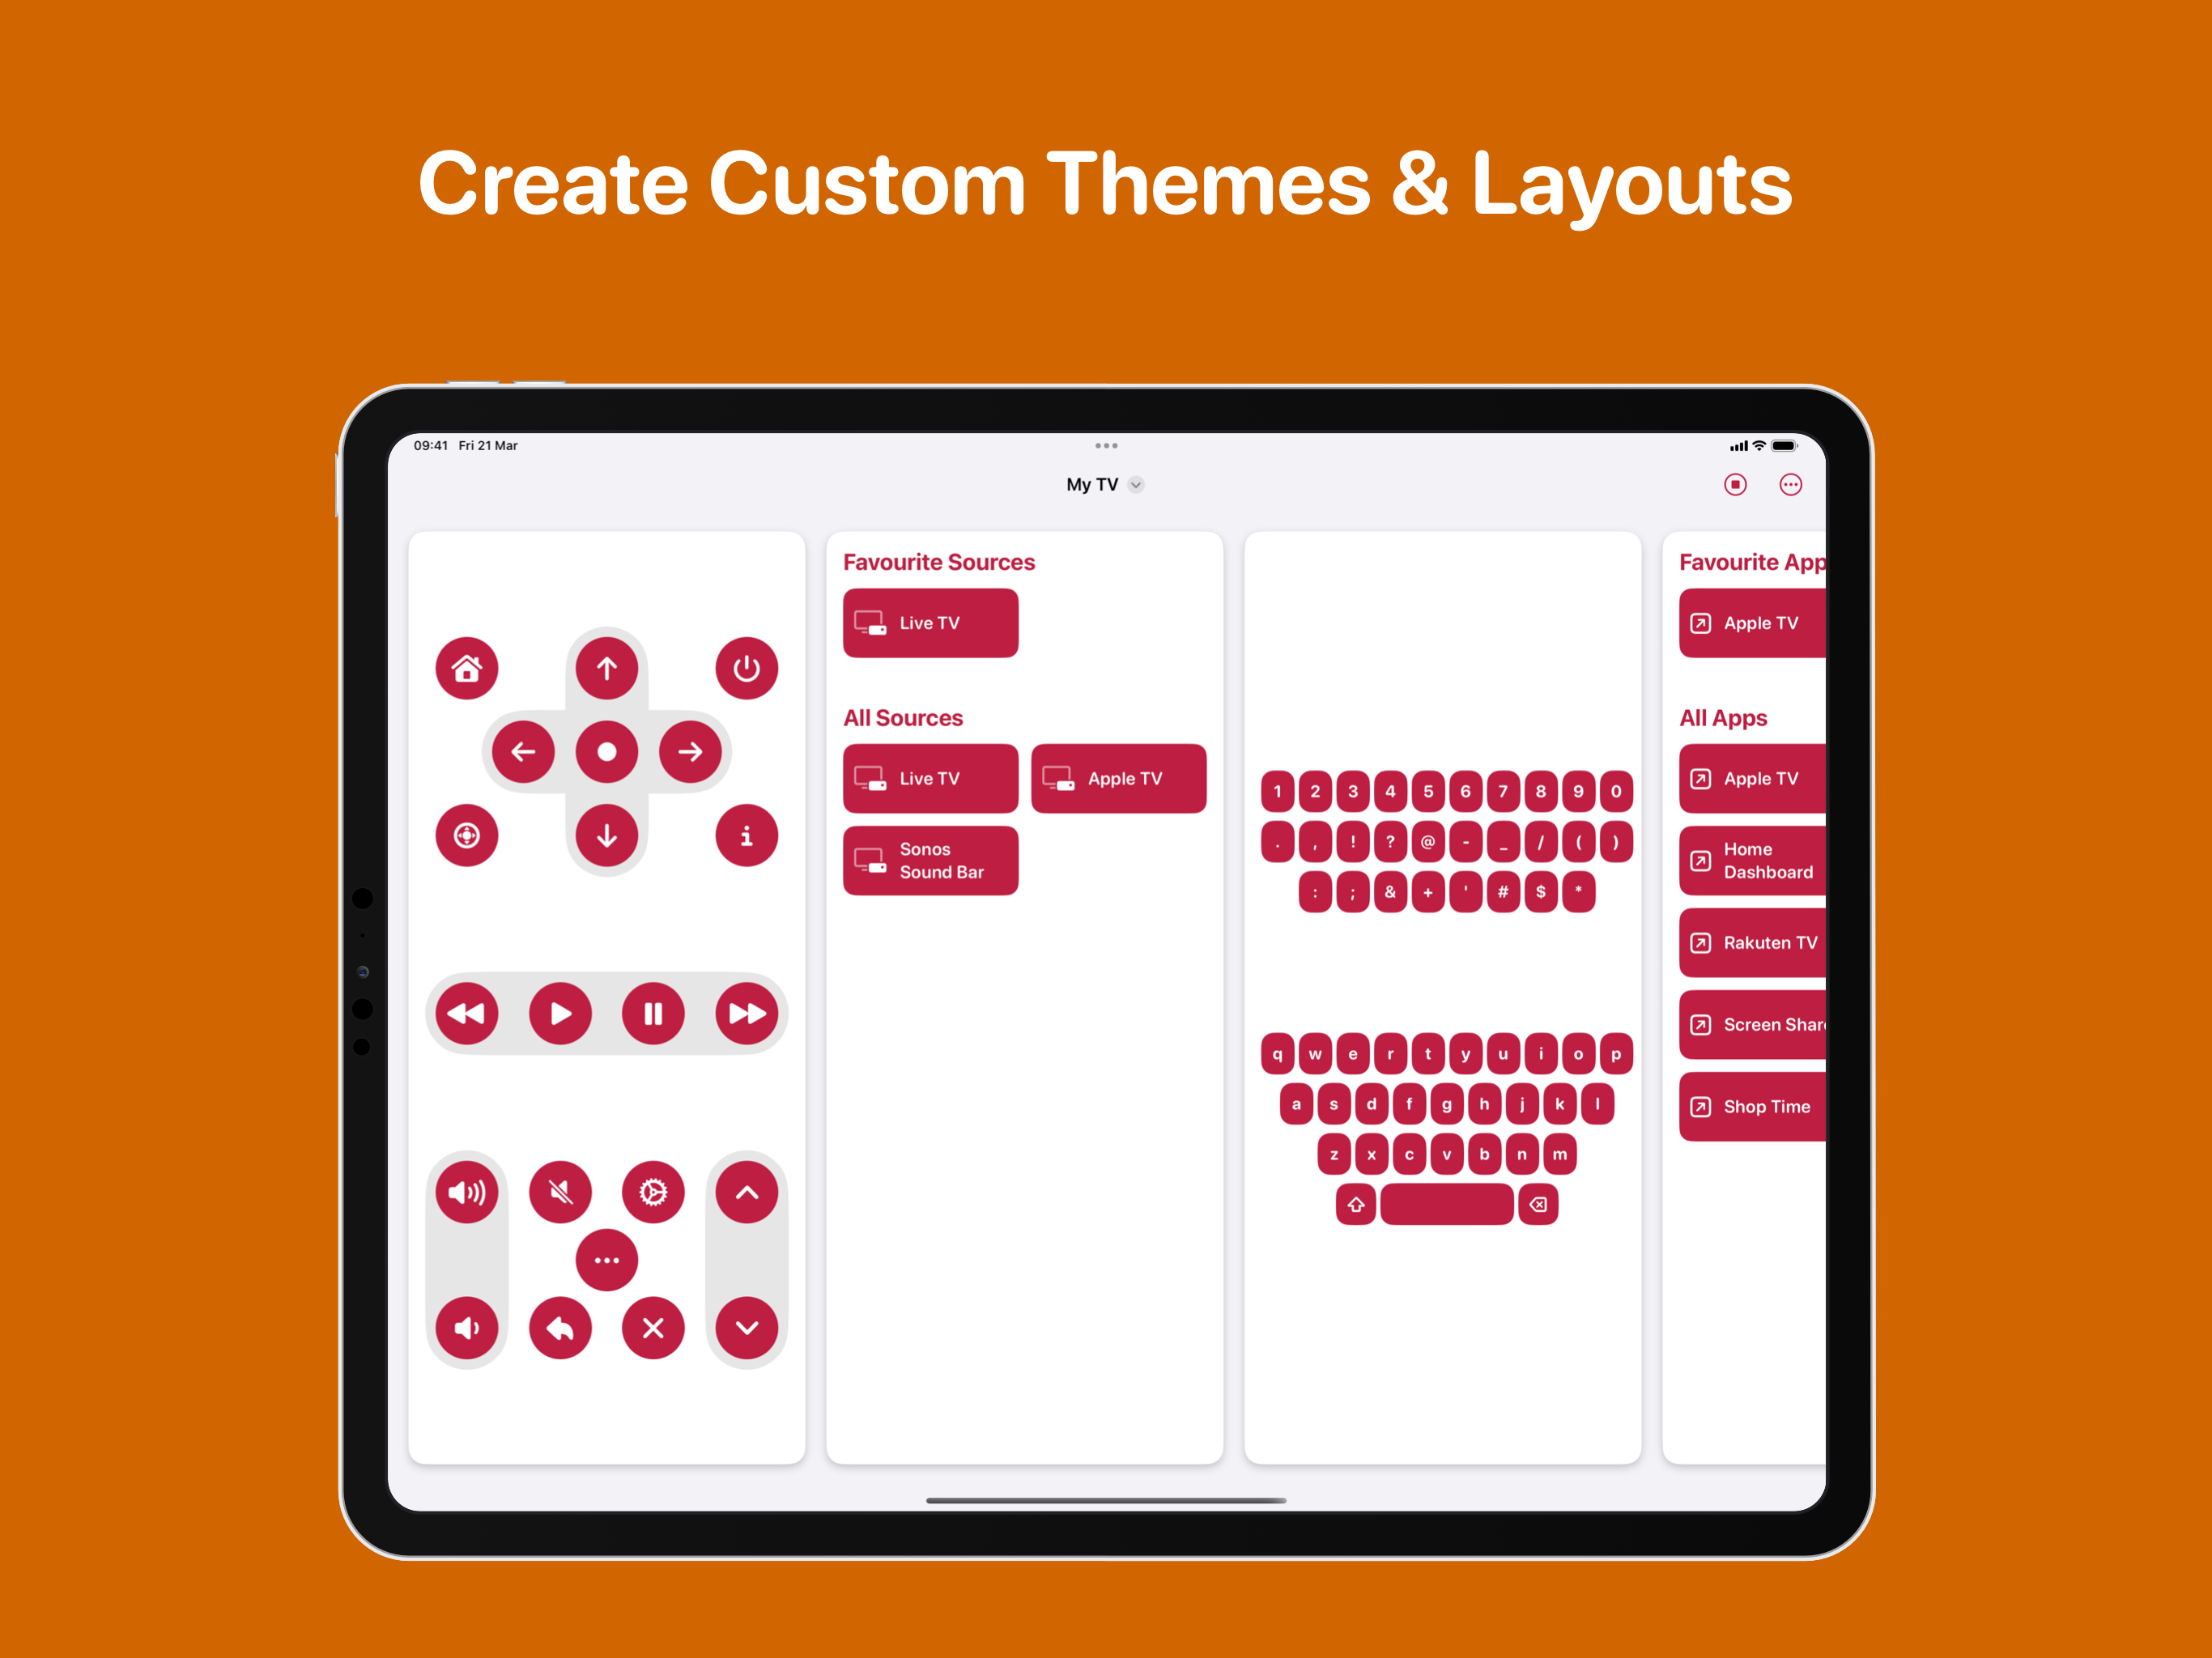 Create Custom Themes & Layouts
09:41 Fri 21 Mar
My TV
Favourite Sources
Live TV
All Sources
Live TV
Apple TV
Sonos
Sound Bar
1 2 3 4 5 6 7 8 9 0
. , ! ? @ - _ / ( )
: ; & + ' # $ *
q w e r t y u i o p
a s d f g h j k l
z x c v b n m
Favourite App
Apple TV
All Apps
Apple TV
Home
Dashboard
Rakuten TV
Screen Shar
Shop Time